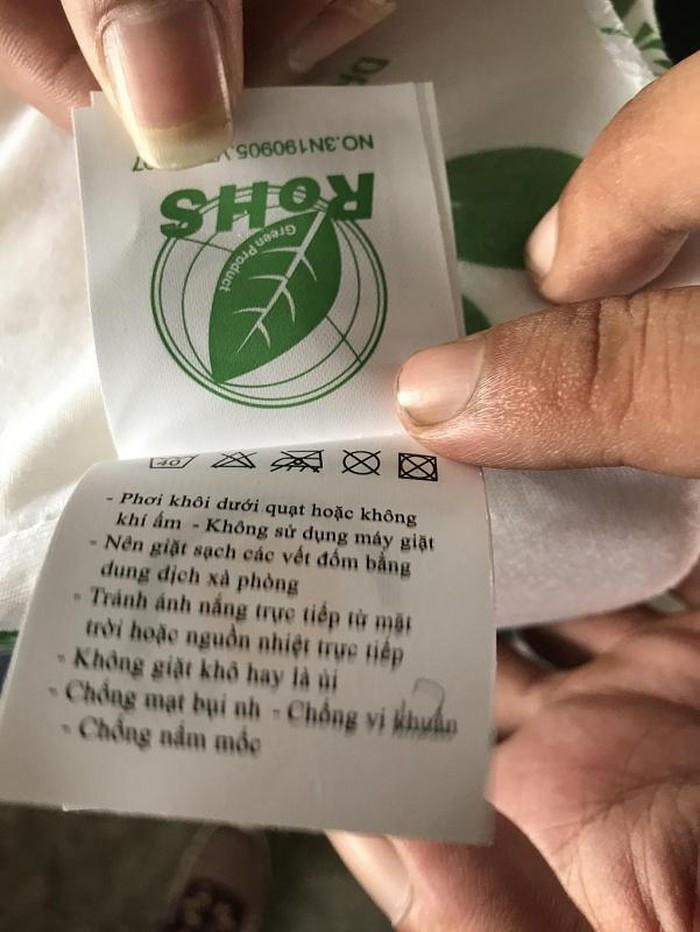 NO.3N190905.
RoHS
Green Product
40
- Phơi khôi dưới quạt hoặc không
khí ấm - Không sử dụng máy giặt
- Nên giặt sạch các vết đốm bằng
dung dịch xà phòng
- Tránh ánh nắng trực tiếp từ mặt
trời hoặc nguồn nhiệt trực tiếp
- Không giặt khô hay là ủi
- Chống mạt bụi nh - Chống vi khuẩn
- Chống nấm mốc